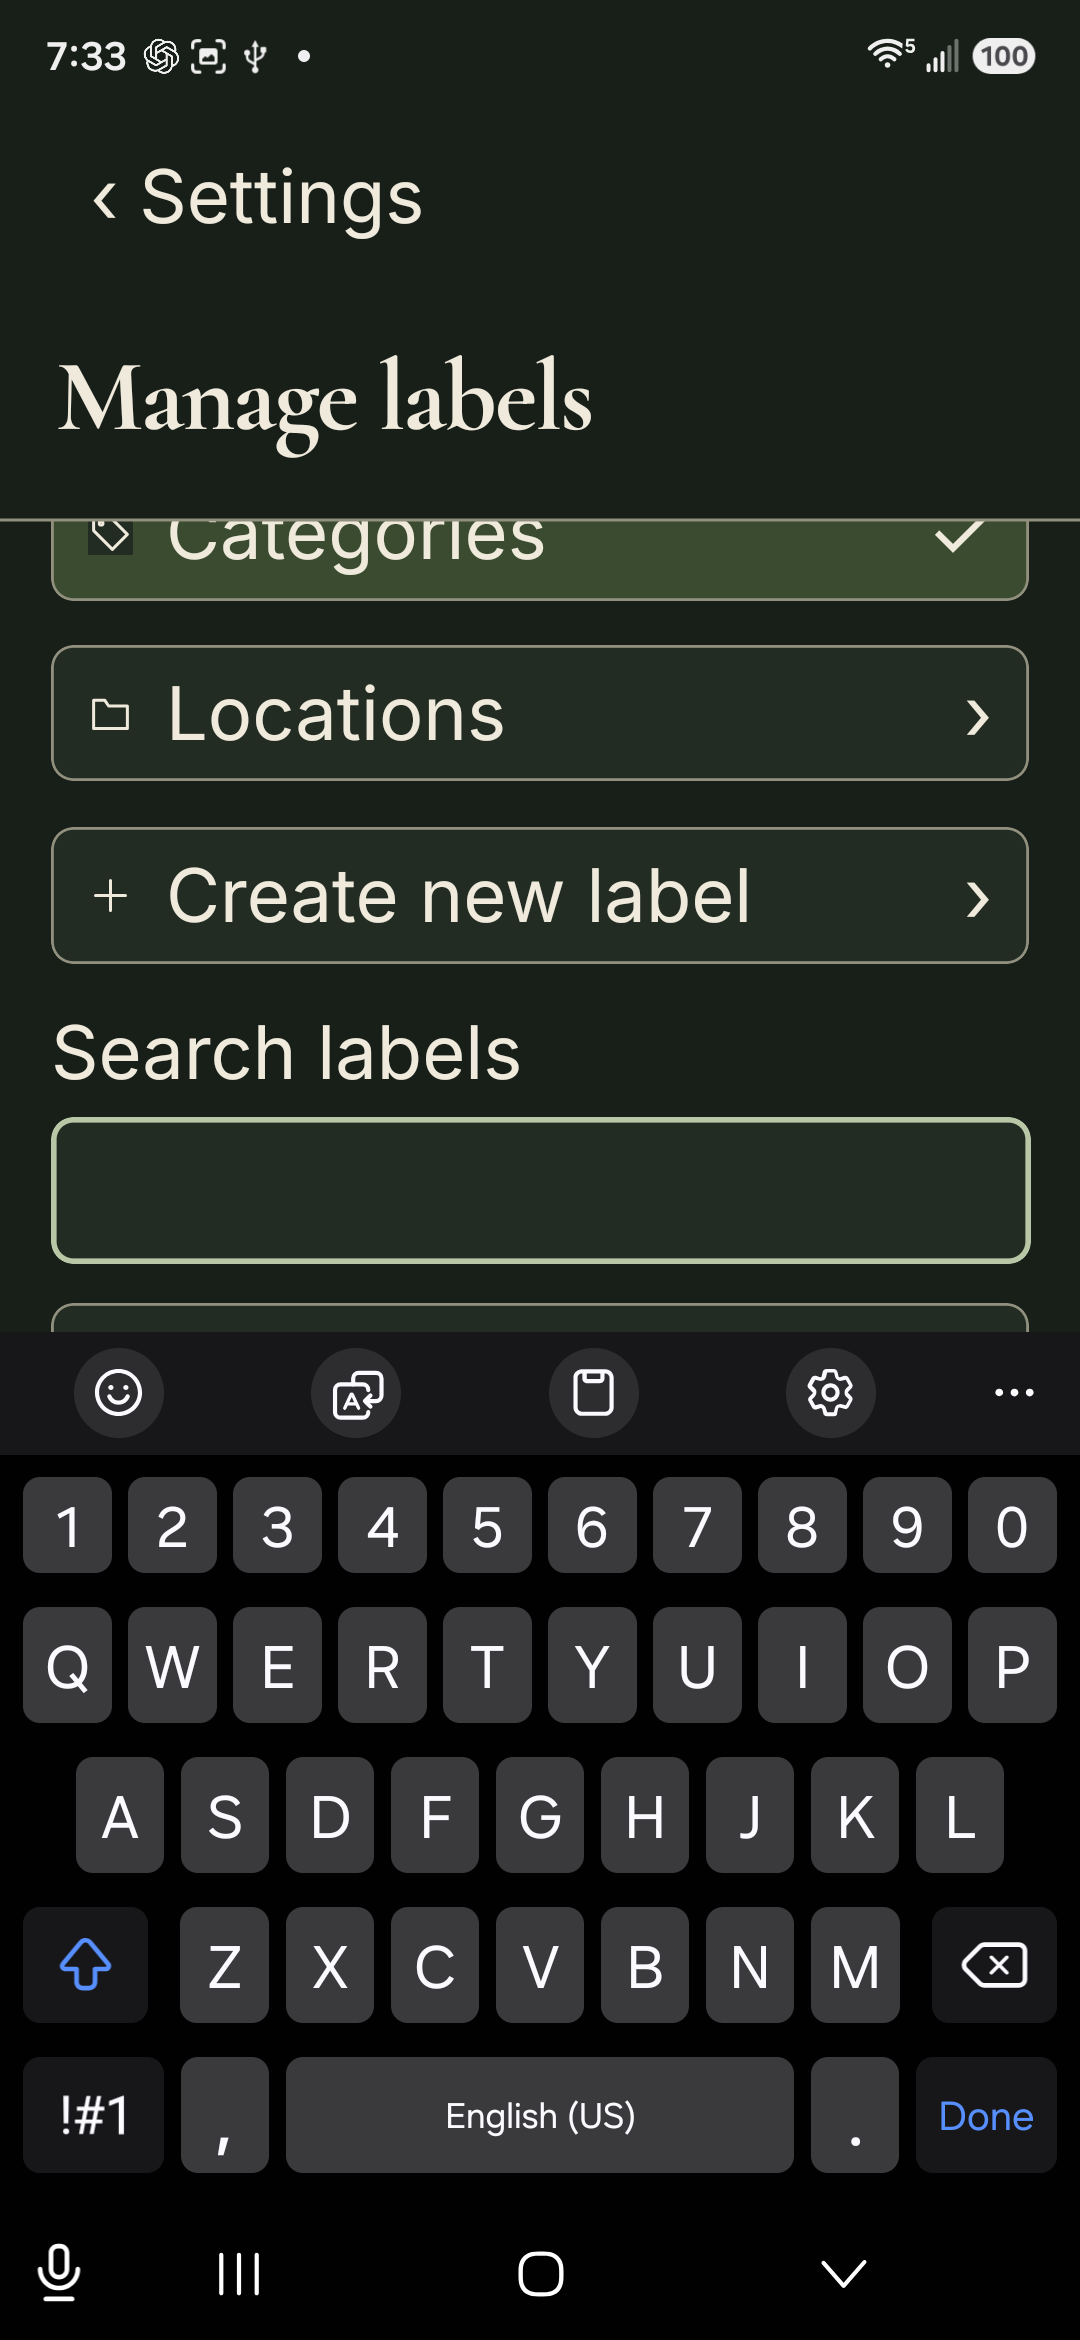 7:33
5
100
‹ Settings
Manage labels
Categories
Locations
Create new label
Search labels
1 2 3 4 5 6 7 8 9 0
Q W E R T Y U I O P
A S D F G H J K L
Z X C V B N M
!#1 , English (US) . Done